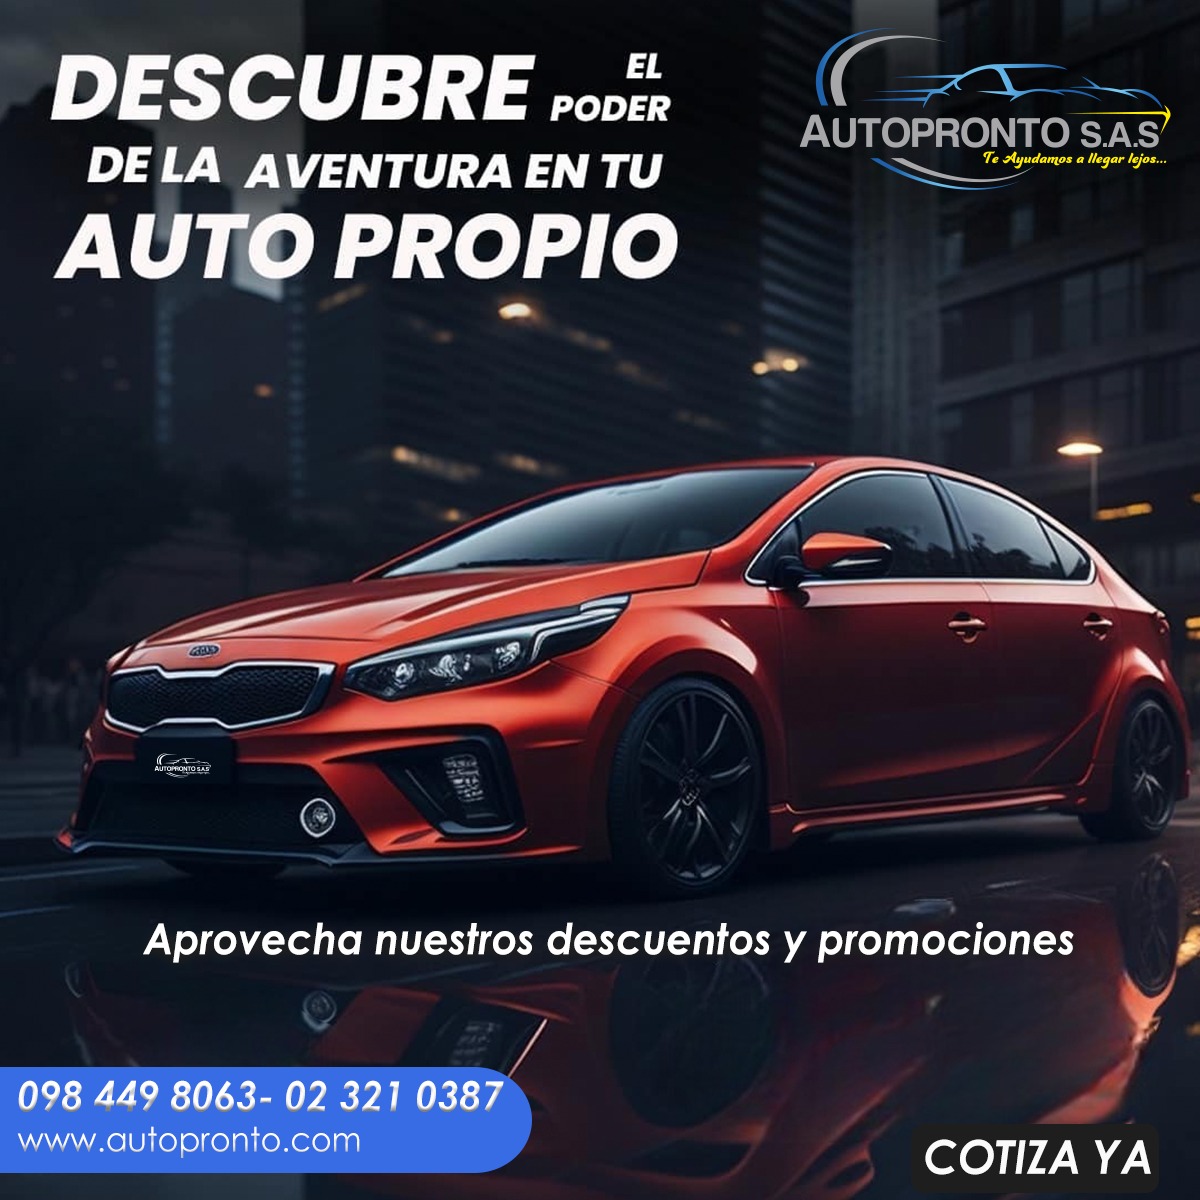 DESCUBRE EL PODER
DE LA AVENTURA EN TU
AUTO PROPIO
AUTOPRONTO S.A.S
Te Ayudamos a llegar lejos...
AUTOPRONTO S.A.S
Aprovecha nuestros descuentos y promociones
098 449 8063- 02 321 0387
www.autopronto.com
COTIZA YA